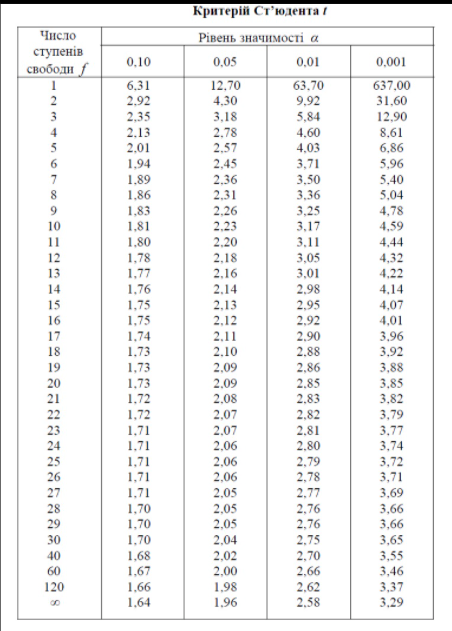 Критерій Ст’юдента t
Число ступенів свободи f Рівень значимості α
0,10 0,05 0,01 0,001
1 6,31 12,70 63,70 637,00
2 2,92 4,30 9,92 31,60
3 2,35 3,18 5,84 12,90
4 2,13 2,78 4,60 8,61
5 2,01 2,57 4,03 6,86
6 1,94 2,45 3,71 5,96
7 1,89 2,36 3,50 5,40
8 1,86 2,31 3,36 5,04
9 1,83 2,26 3,25 4,78
10 1,81 2,23 3,17 4,59
11 1,80 2,20 3,11 4,44
12 1,78 2,18 3,05 4,32
13 1,77 2,16 3,01 4,22
14 1,76 2,14 2,98 4,14
15 1,75 2,13 2,95 4,07
16 1,75 2,12 2,92 4,01
17 1,74 2,11 2,90 3,96
18 1,73 2,10 2,88 3,92
19 1,73 2,09 2,86 3,88
20 1,73 2,09 2,85 3,85
21 1,72 2,08 2,83 3,82
22 1,72 2,07 2,82 3,79
23 1,71 2,07 2,81 3,77
24 1,71 2,06 2,80 3,74
25 1,71 2,06 2,79 3,72
26 1,71 2,06 2,78 3,71
27 1,71 2,05 2,77 3,69
28 1,70 2,05 2,76 3,66
29 1,70 2,05 2,76 3,66
30 1,70 2,04 2,75 3,65
40 1,68 2,02 2,70 3,55
60 1,67 2,00 2,66 3,46
120 1,66 1,98 2,62 3,37
∞ 1,64 1,96 2,58 3,29